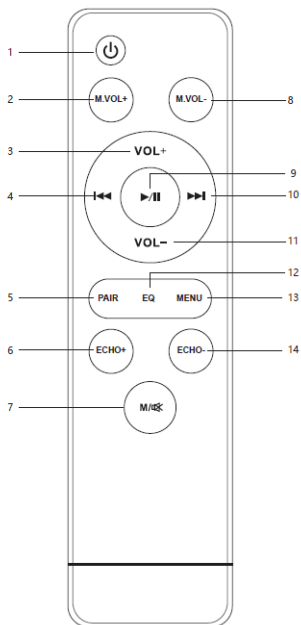 1
2 M.VOL+ M.VOL- 8
3 VOL+
9
4 10
VOL- 11
12
5 PAIR EQ MENU 13
6 ECHO+ ECHO- 14
7 M/